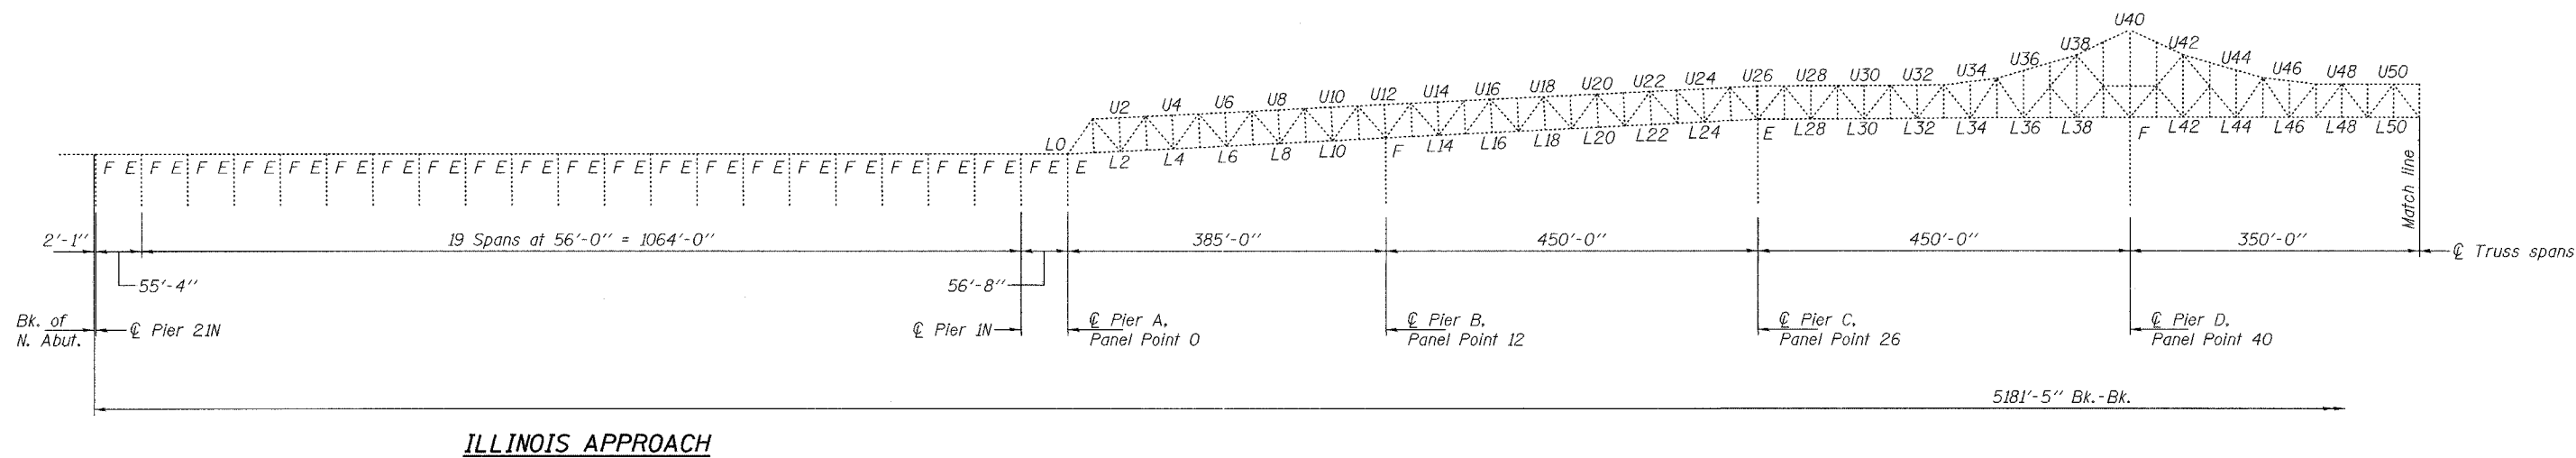 U40
U38 U42
U36 U44
U34 U46
U26 U28 U30 U32 U48 U50
U2 U4 U6 U8 U10 U12 U14 U16 U18 U20 U22 U24
L0 L2 L4 L6 L8 L10 F L14 L16 L18 L20 L22 L24 E L28 L30 L32 L34 L36 L38 F L42 L44 L46 L48 L50
F E F E F E F E F E F E F E F E F E F E F E F E F E F E F E F E F E F E F E F E F E E
Match line
2'-1" 19 Spans at 56'-0" = 1064'-0" 385'-0" 450'-0" 450'-0" 350'-0"
℄ Truss spans
55'-4" 56'-8"
Bk. of
N. Abut.
℄ Pier 21N
℄ Pier 1N
℄ Pier A,
Panel Point 0
℄ Pier B,
Panel Point 12
℄ Pier C,
Panel Point 26
℄ Pier D,
Panel Point 40
5181'-5" Bk.-Bk.
ILLINOIS APPROACH